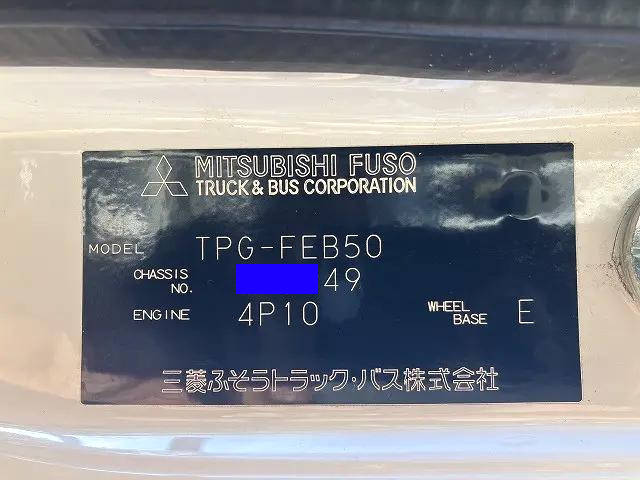 MITSUBISHI FUSO
TRUCK & BUS CORPORATION
MODEL TPG-FEB50
CHASSIS NO. 49
ENGINE 4P10 WHEEL BASE E
三菱ふそうトラック・バス株式会社